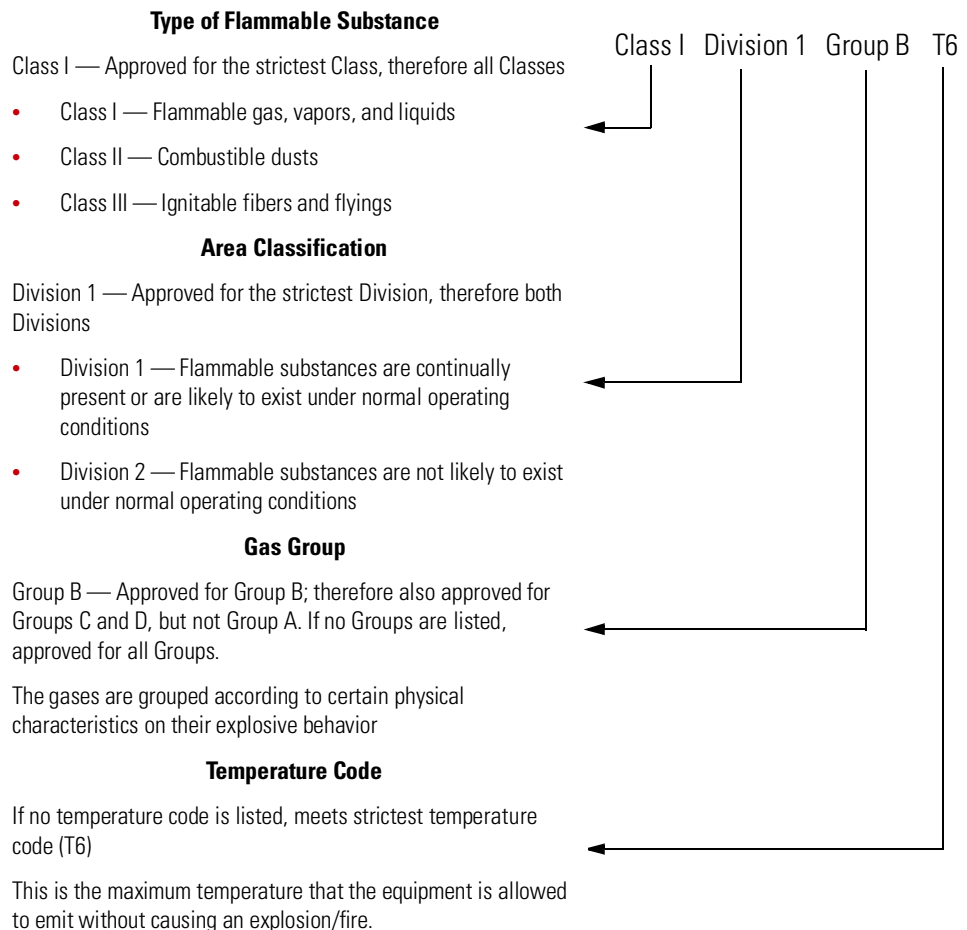 Type of Flammable Substance
Class I Division 1 Group B T6
Class I — Approved for the strictest Class, therefore all Classes
• Class I — Flammable gas, vapors, and liquids
• Class II — Combustible dusts
• Class III — Ignitable fibers and flyings
Area Classification
Division 1 — Approved for the strictest Division, therefore both
Divisions
• Division 1 — Flammable substances are continually
present or are likely to exist under normal operating
conditions
• Division 2 — Flammable substances are not likely to exist
under normal operating conditions
Gas Group
Group B — Approved for Group B; therefore also approved for
Groups C and D, but not Group A. If no Groups are listed,
approved for all Groups.
The gases are grouped according to certain physical
characteristics on their explosive behavior
Temperature Code
If no temperature code is listed, meets strictest temperature
code (T6)
This is the maximum temperature that the equipment is allowed
to emit without causing an explosion/fire.